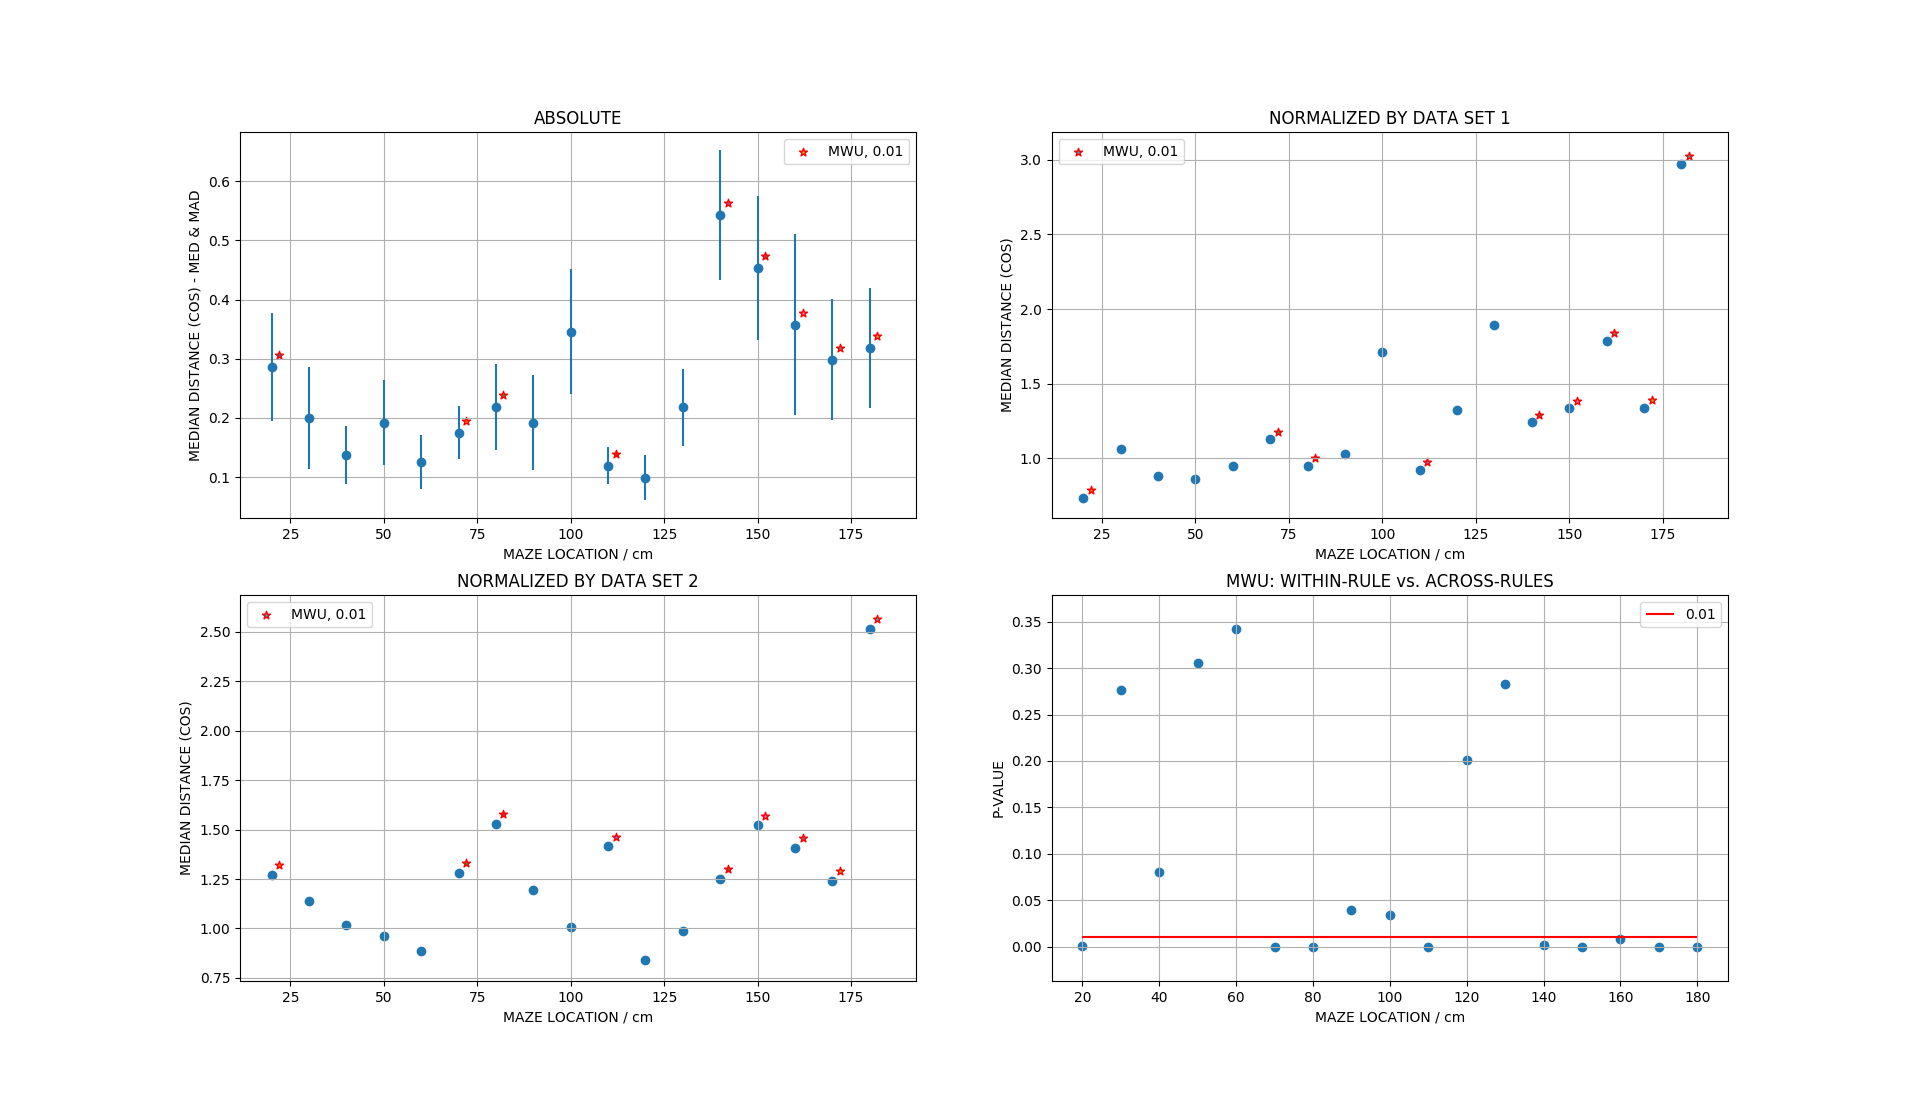 ABSOLUTE
MWU, 0.01
MEDIAN DISTANCE (COS) - MED & MAD
0.6
0.5
0.4
0.3
0.2
0.1
25 50 75 100 125 150 175
MAZE LOCATION / cm
NORMALIZED BY DATA SET 1
MWU, 0.01
MEDIAN DISTANCE (COS)
3.0
2.5
2.0
1.5
1.0
25 50 75 100 125 150 175
MAZE LOCATION / cm
NORMALIZED BY DATA SET 2
MWU, 0.01
MEDIAN DISTANCE (COS)
2.50
2.25
2.00
1.75
1.50
1.25
1.00
0.75
25 50 75 100 125 150 175
MAZE LOCATION / cm
MWU: WITHIN-RULE vs. ACROSS-RULES
0.01
P-VALUE
0.35
0.30
0.25
0.20
0.15
0.10
0.05
0.00
20 40 60 80 100 120 140 160 180
MAZE LOCATION / cm